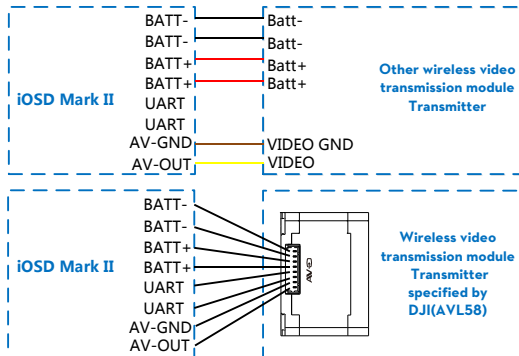 BATT- Batt-
BATT- Batt-
BATT+ Batt+
BATT+ Batt+
iOSD Mark II
UART
UART
AV-GND VIDEO GND
AV-OUT VIDEO
Other wireless video
transmission module
Transmitter
BATT-
BATT-
BATT+
iOSD Mark II
BATT+
UART
UART
AV-GND
AV-OUT
Wireless video
transmission module
Transmitter
specified by
DJI(AVL58)